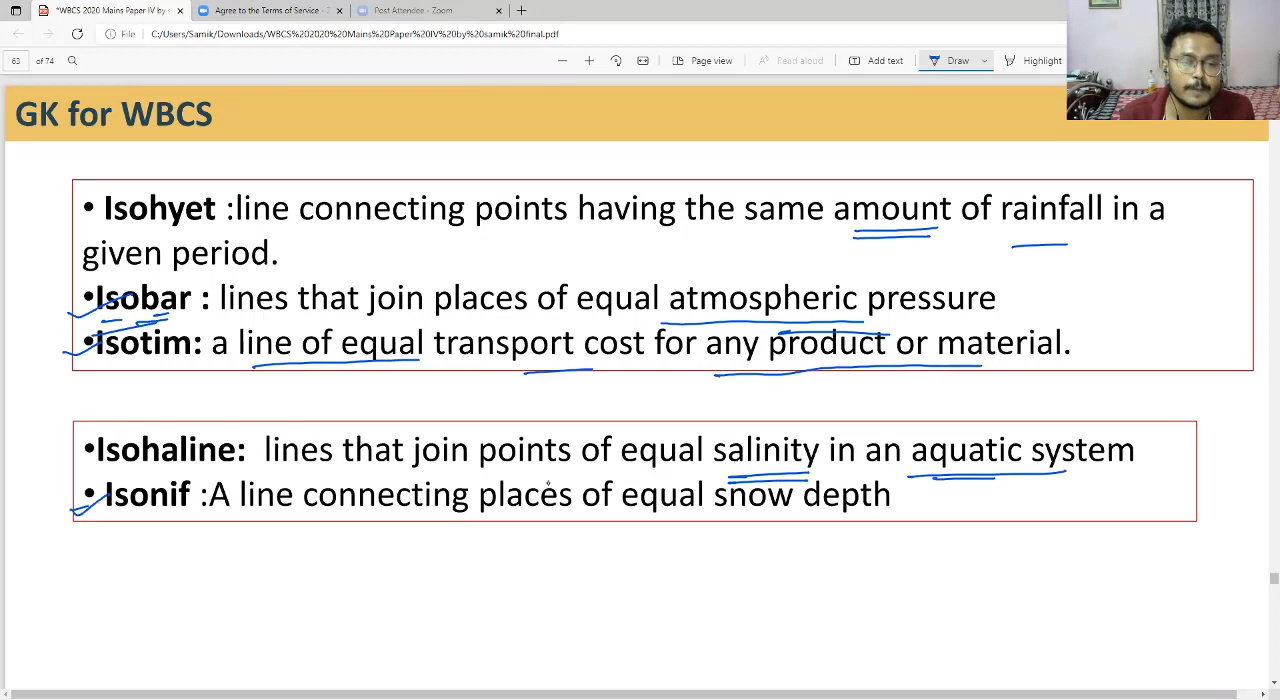 *WBCS 2020 Mains Paper IV by s
Agree to the Terms of Service - Z
Post Attendee - Zoom
File
C:/Users/Samik/Downloads/WBCS%202020%20Mains%20Paper%20IV%20by%20samik%20final.pdf
63 of 74
Page view
Read aloud
Add text
Draw
Highlight
GK for WBCS
• Isohyet :line connecting points having the same amount of rainfall in a
given period.
•Isobar : lines that join places of equal atmospheric pressure
•Isotim: a line of equal transport cost for any product or material.
•Isohaline: lines that join points of equal salinity in an aquatic system
• Isonif :A line connecting places of equal snow depth